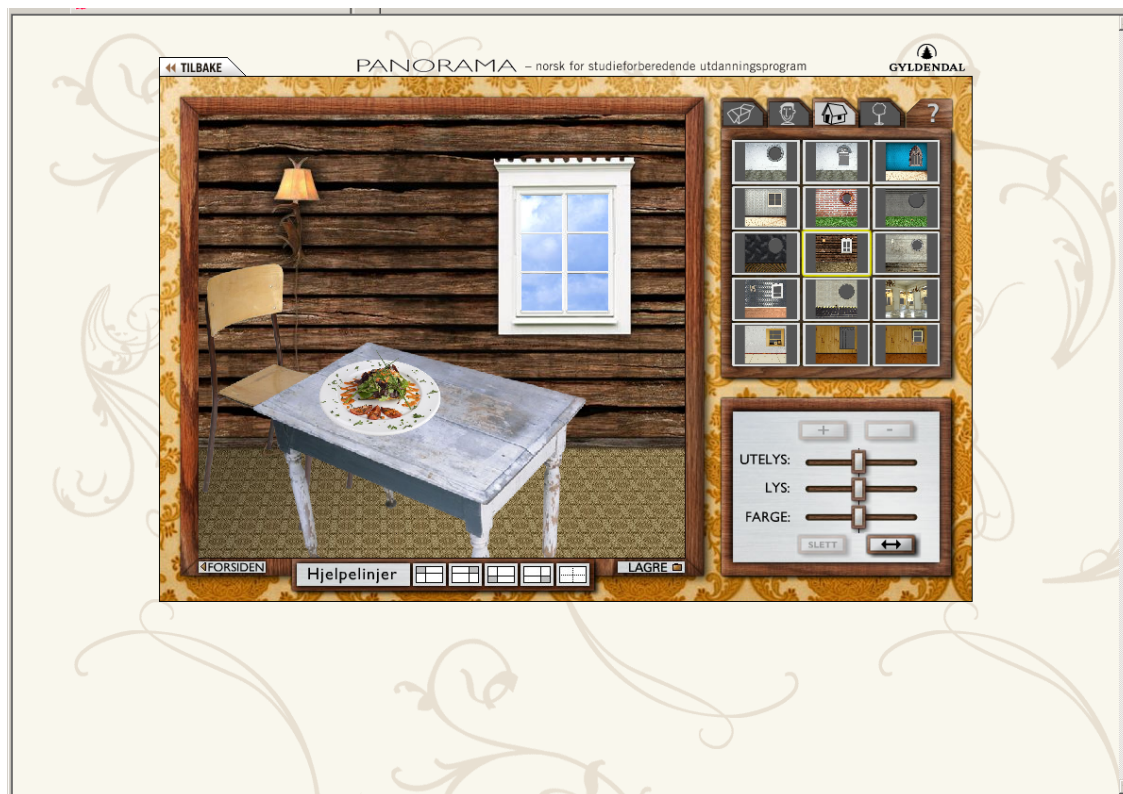 TILBAKE
PANORAMA – norsk for studieforberedende utdanningsprogram
GYLDENDAL
?
+ -
UTELYS:
LYS:
FARGE:
SLETT
FORSIDEN
Hjelpelinjer
LAGRE